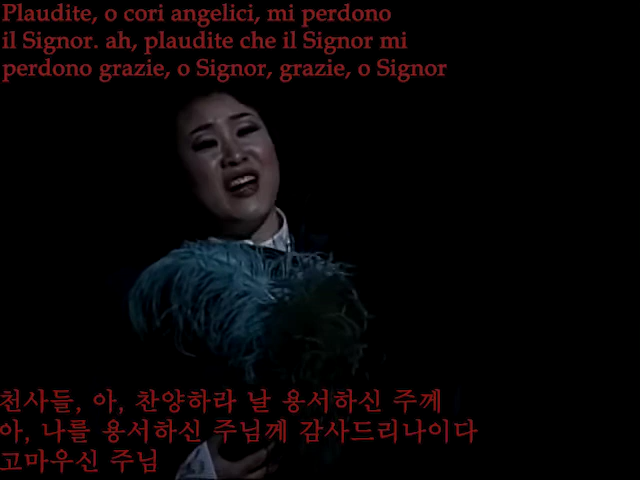 Plaudite, o cori angelici, mi perdono
il Signor. ah, plaudite che il Signor mi
perdono grazie, o Signor, grazie, o Signor
천사들, 아, 찬양하라 날 용서하신 주께
아, 나를 용서하신 주님께 감사드리나이다
고마우신 주님